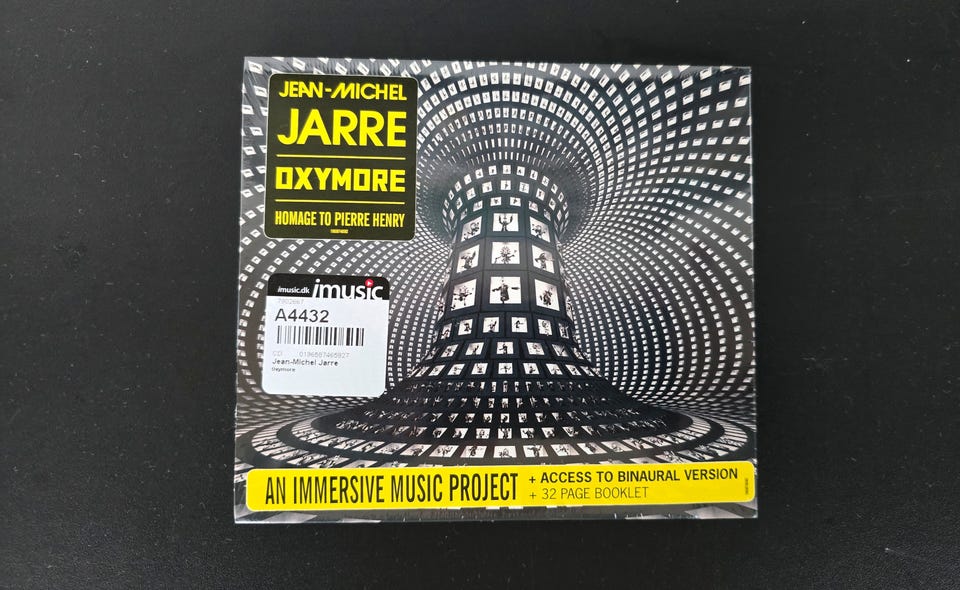 JEAN-MICHEL
JARRE
OXYMORE
HOMAGE TO PIERRE HENRY
imusic.dk imusic
A4432
CD
Jean-Michel Jarre
Oxymore
AN IMMERSIVE MUSIC PROJECT
+ ACCESS TO BINAURAL VERSION
+ 32 PAGE BOOKLET